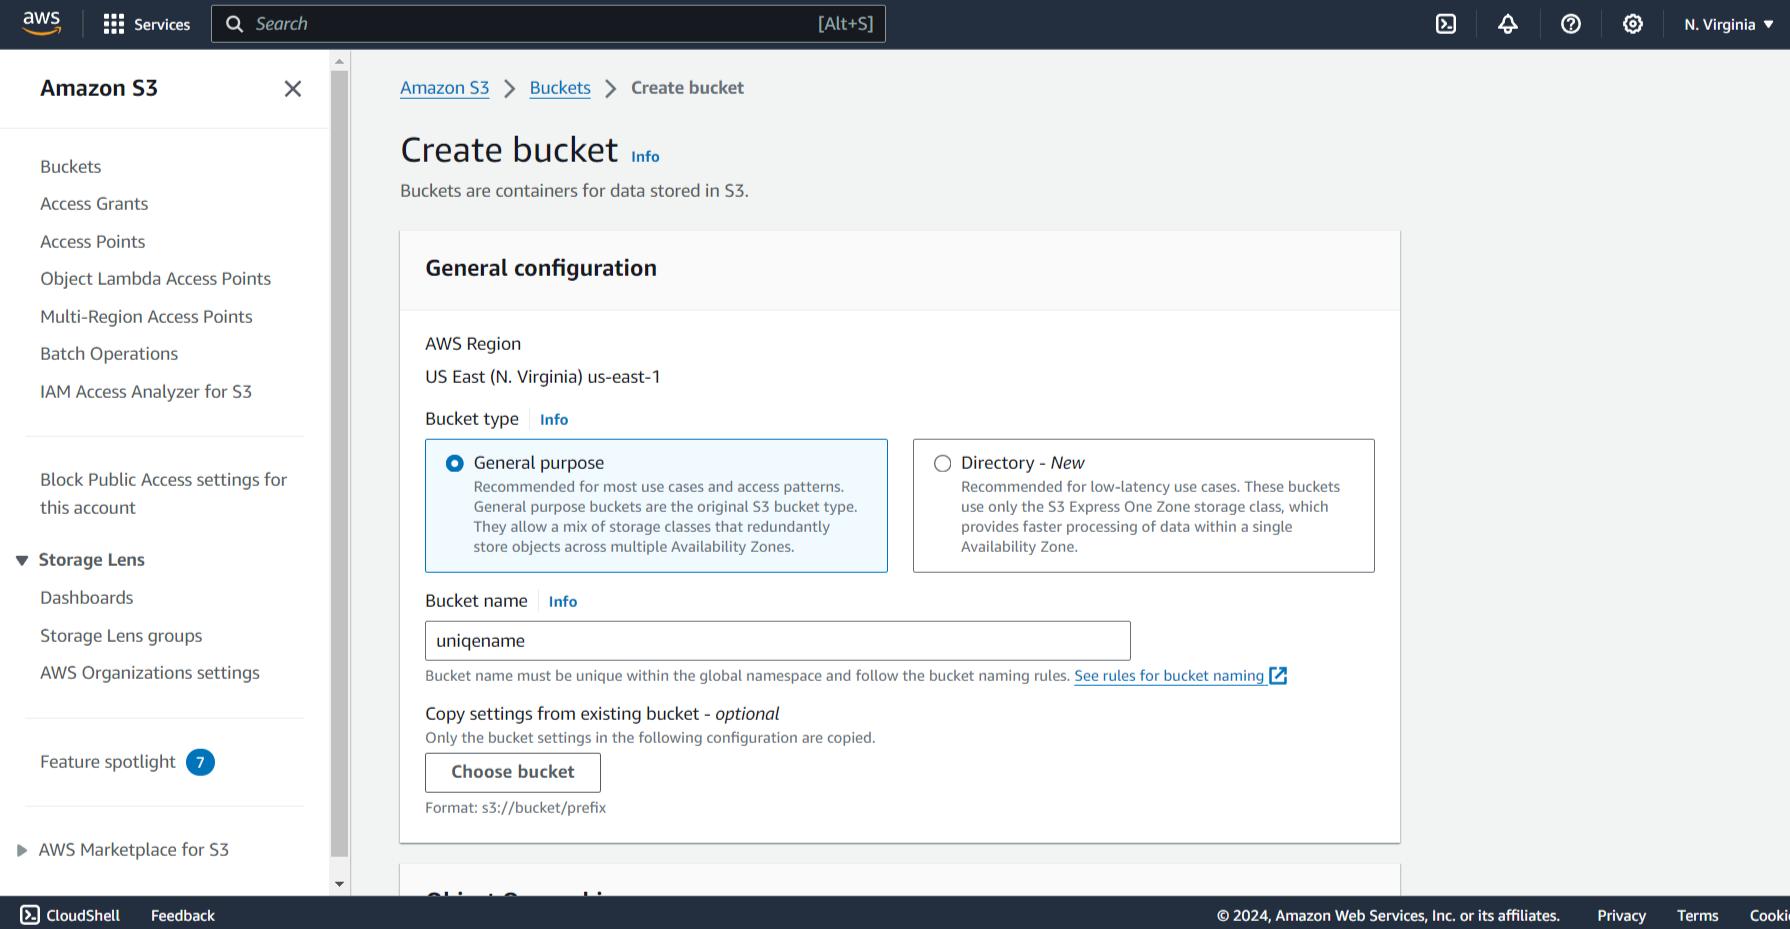 aws
Services
Search
[Alt+S]
N. Virginia
Amazon S3
Buckets
Access Grants
Access Points
Object Lambda Access Points
Multi-Region Access Points
Batch Operations
IAM Access Analyzer for S3
Block Public Access settings for
this account
Storage Lens
Dashboards
Storage Lens groups
AWS Organizations settings
Feature spotlight 7
AWS Marketplace for S3
Amazon S3 > Buckets > Create bucket
Create bucket Info
Buckets are containers for data stored in S3.
General configuration
AWS Region
US East (N. Virginia) us-east-1
Bucket type Info
General purpose
Recommended for most use cases and access patterns.
General purpose buckets are the original S3 bucket type.
They allow a mix of storage classes that redundantly
store objects across multiple Availability Zones.
Directory - New
Recommended for low-latency use cases. These buckets
use only the S3 Express One Zone storage class, which
provides faster processing of data within a single
Availability Zone.
Bucket name Info
uniqename
Bucket name must be unique within the global namespace and follow the bucket naming rules. See rules for bucket naming
Copy settings from existing bucket - optional
Only the bucket settings in the following configuration are copied.
Choose bucket
Format: s3://bucket/prefix
CloudShell
Feedback
© 2024, Amazon Web Services, Inc. or its affiliates.
Privacy
Terms